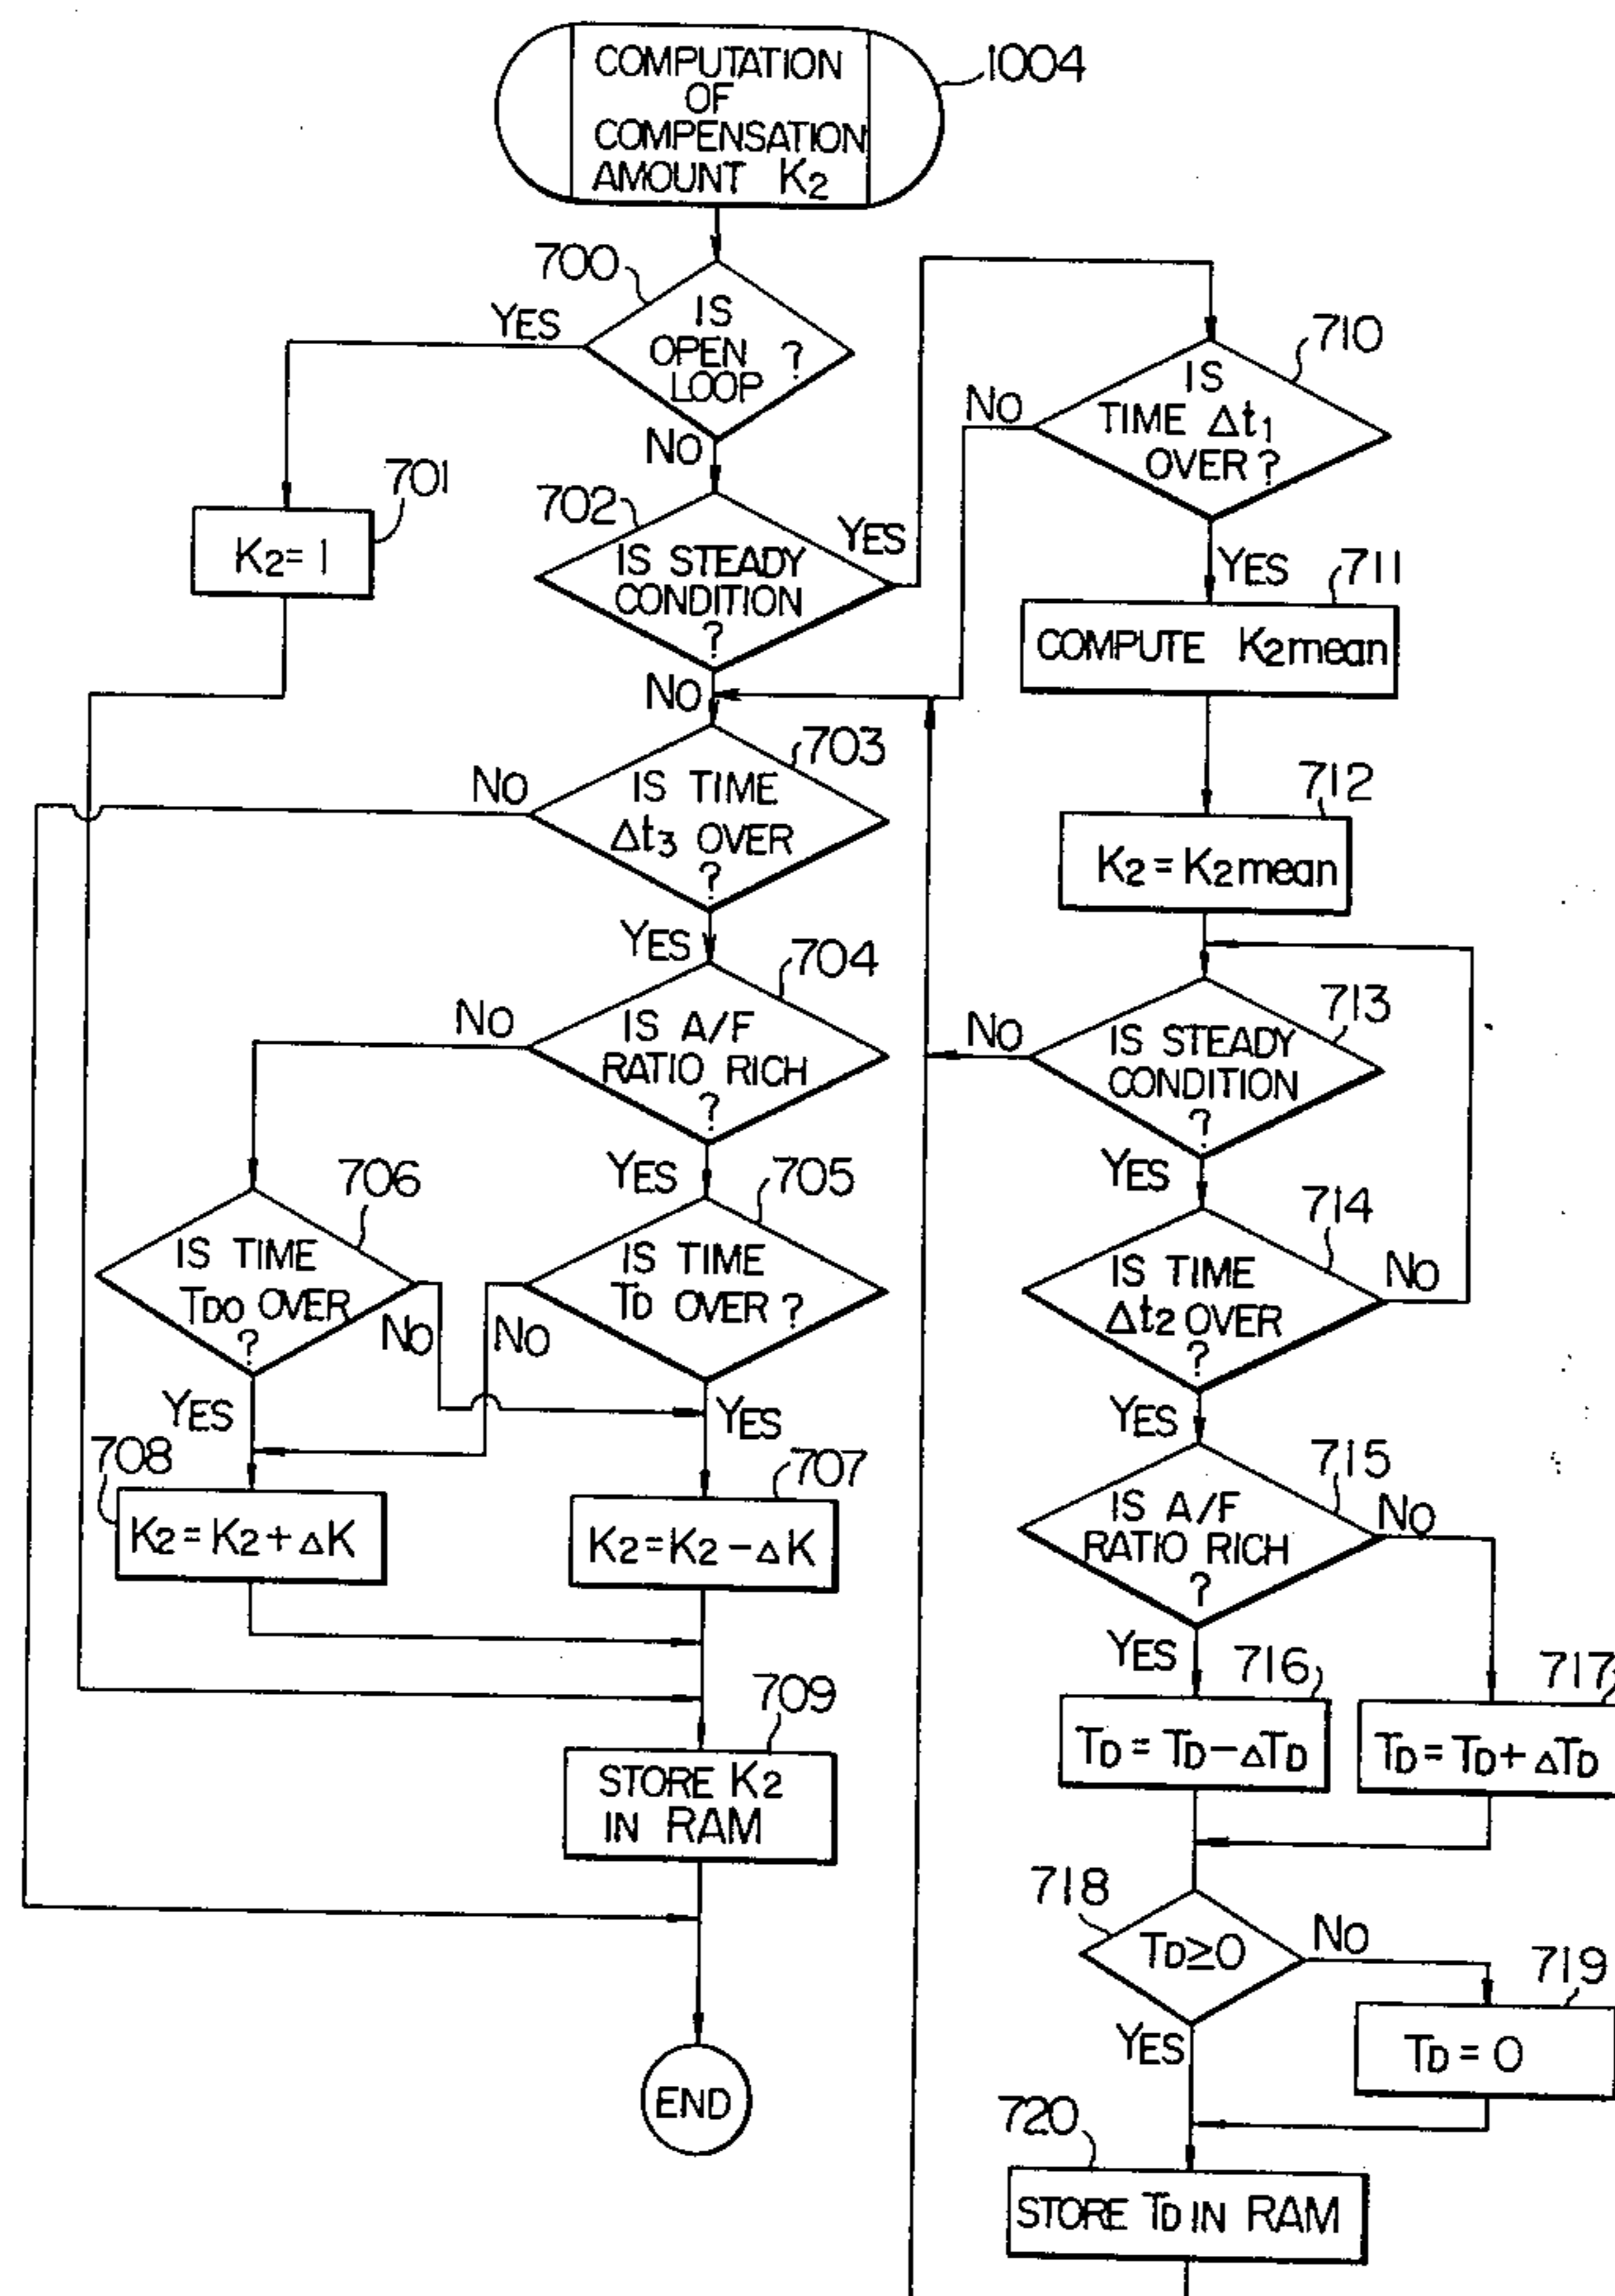 COMPUTATION
OF
COMPENSATION
AMOUNT K2
1004
700
IS
OPEN ?
LOOP
YES
NO
701
K2 = 1
702
IS STEADY
CONDITION
?
YES
NO
703
IS TIME
Δt3 OVER
?
NO
YES
704
IS A/F
RATIO RICH
?
NO
YES
706
IS TIME
TDO OVER
?
NO
YES
705
IS TIME
TD OVER ?
NO
YES
708
K2 = K2 + ΔK
707
K2 = K2 − ΔK
709
STORE K2
IN RAM
END
710
IS
TIME Δt1
OVER ?
NO
YES
711
COMPUTE K2mean
712
K2 = K2mean
713
IS STEADY
CONDITION
?
NO
YES
714
IS TIME
Δt2 OVER
?
NO
YES
715
IS A/F
RATIO RICH
?
NO
YES
716
TD = TD − ΔTD
717
TD = TD + ΔTD
718
TD ≥ 0
NO
YES
719
TD = 0
720
STORE TD IN RAM